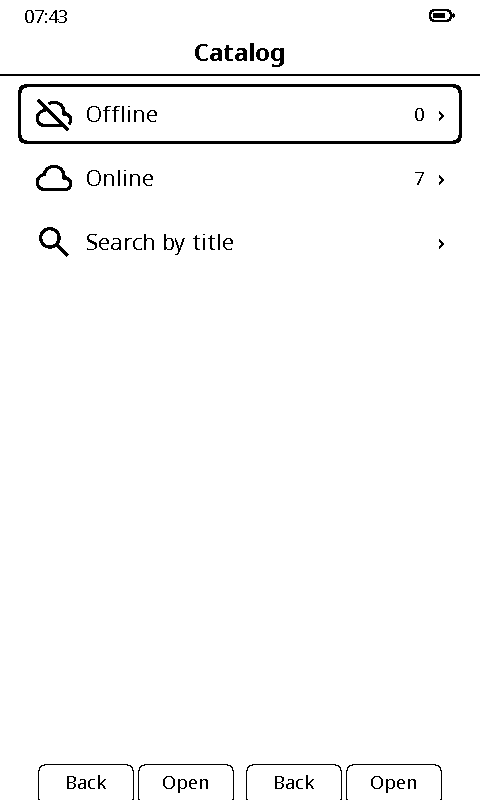 07:43
Catalog
Offline 0 ›
Online 7 ›
Search by title ›
Back Open Back Open